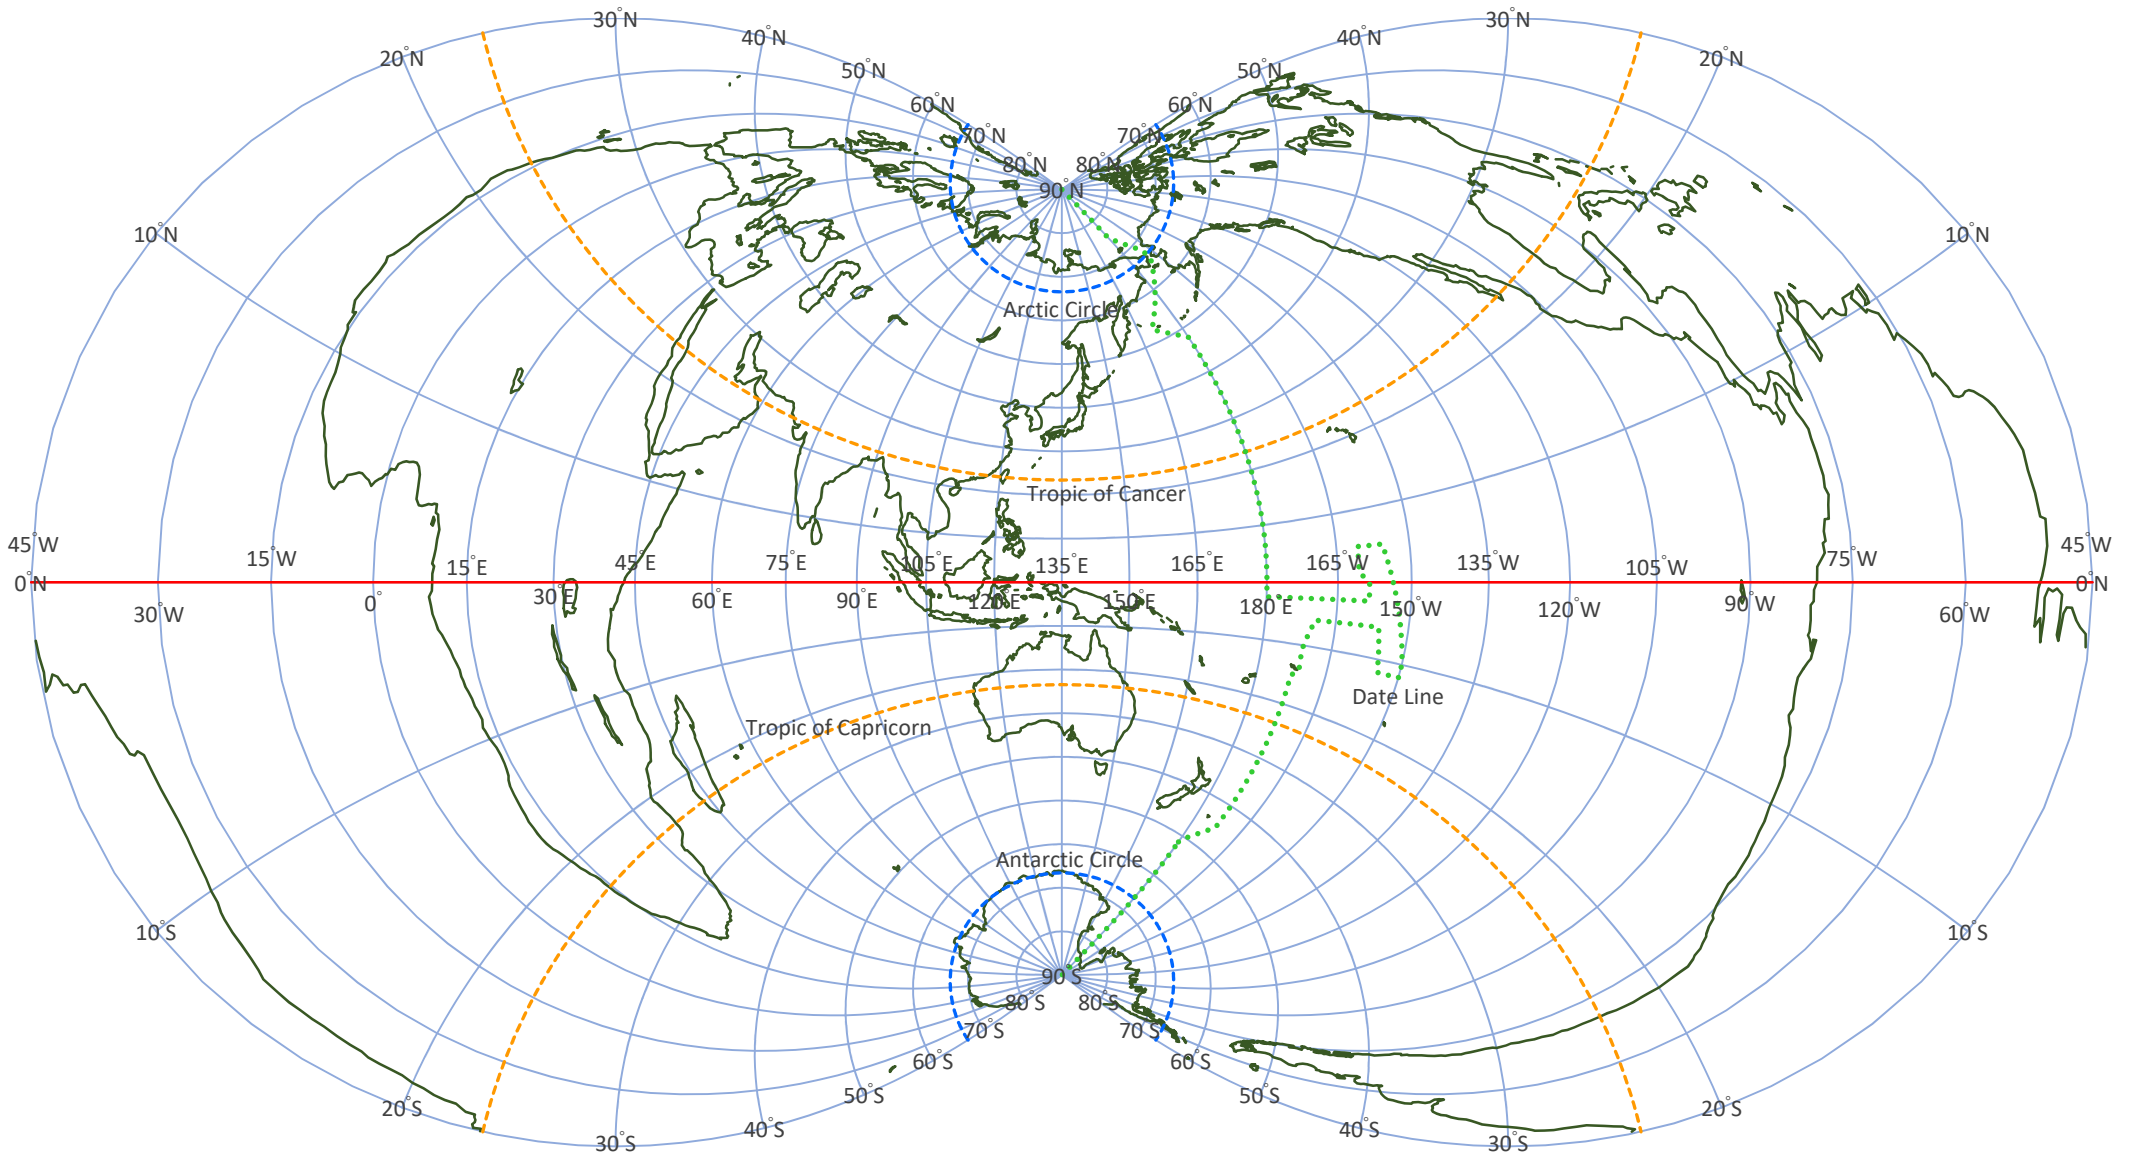 30°N
30°N
40°N
40°N
20°N
20°N
50°N
50°N
60°N
60°N
70°N
70°N
80°N
80°N
90°N
10°N
10°N
Arctic Circle
Tropic of Cancer
45°W
15°W
15°E
45°E
75°E
105°E
135°E
165°E
165°W
135°W
105°W
75°W
45°W
0°N
0°N
30°W
0°
30°E
60°E
90°E
120°E
150°E
180°E
150°W
120°W
90°W
60°W
Date Line
Tropic of Capricorn
Antarctic Circle
10°S
10°S
90°S
80°S
80°S
70°S
70°S
60°S
60°S
50°S
50°S
20°S
20°S
40°S
40°S
30°S
30°S